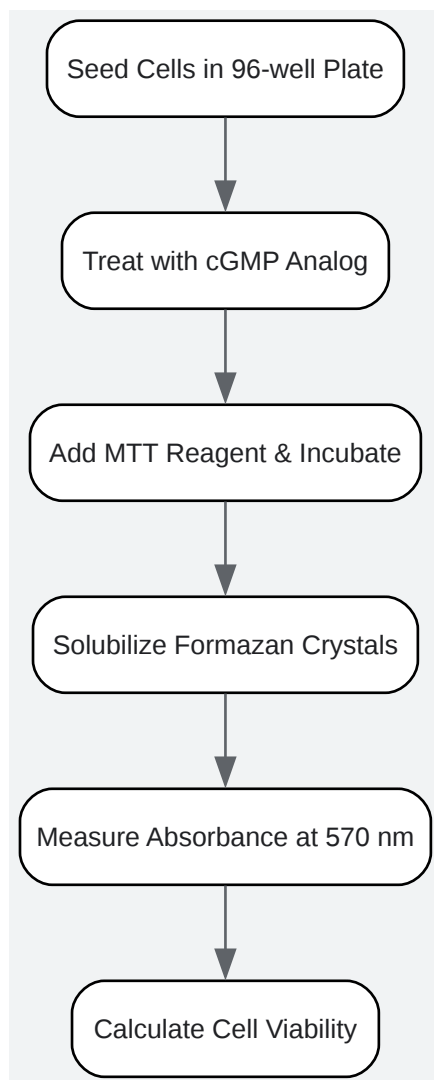 Seed Cells in 96-well Plate
Treat with cGMP Analog
Add MTT Reagent & Incubate
Solubilize Formazan Crystals
Measure Absorbance at 570 nm
Calculate Cell Viability